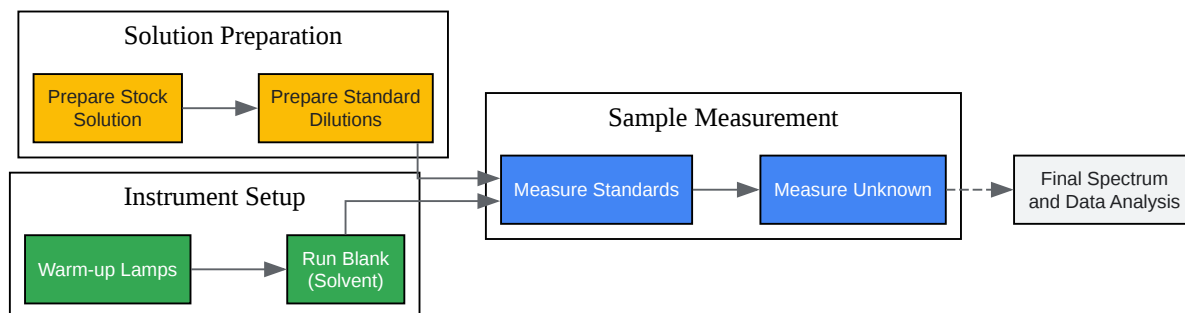 Solution Preparation
Prepare Stock
Solution
Prepare Standard
Dilutions
Instrument Setup
Warm-up Lamps
Run Blank
(Solvent)
Sample Measurement
Measure Standards
Measure Unknown
Final Spectrum
and Data Analysis